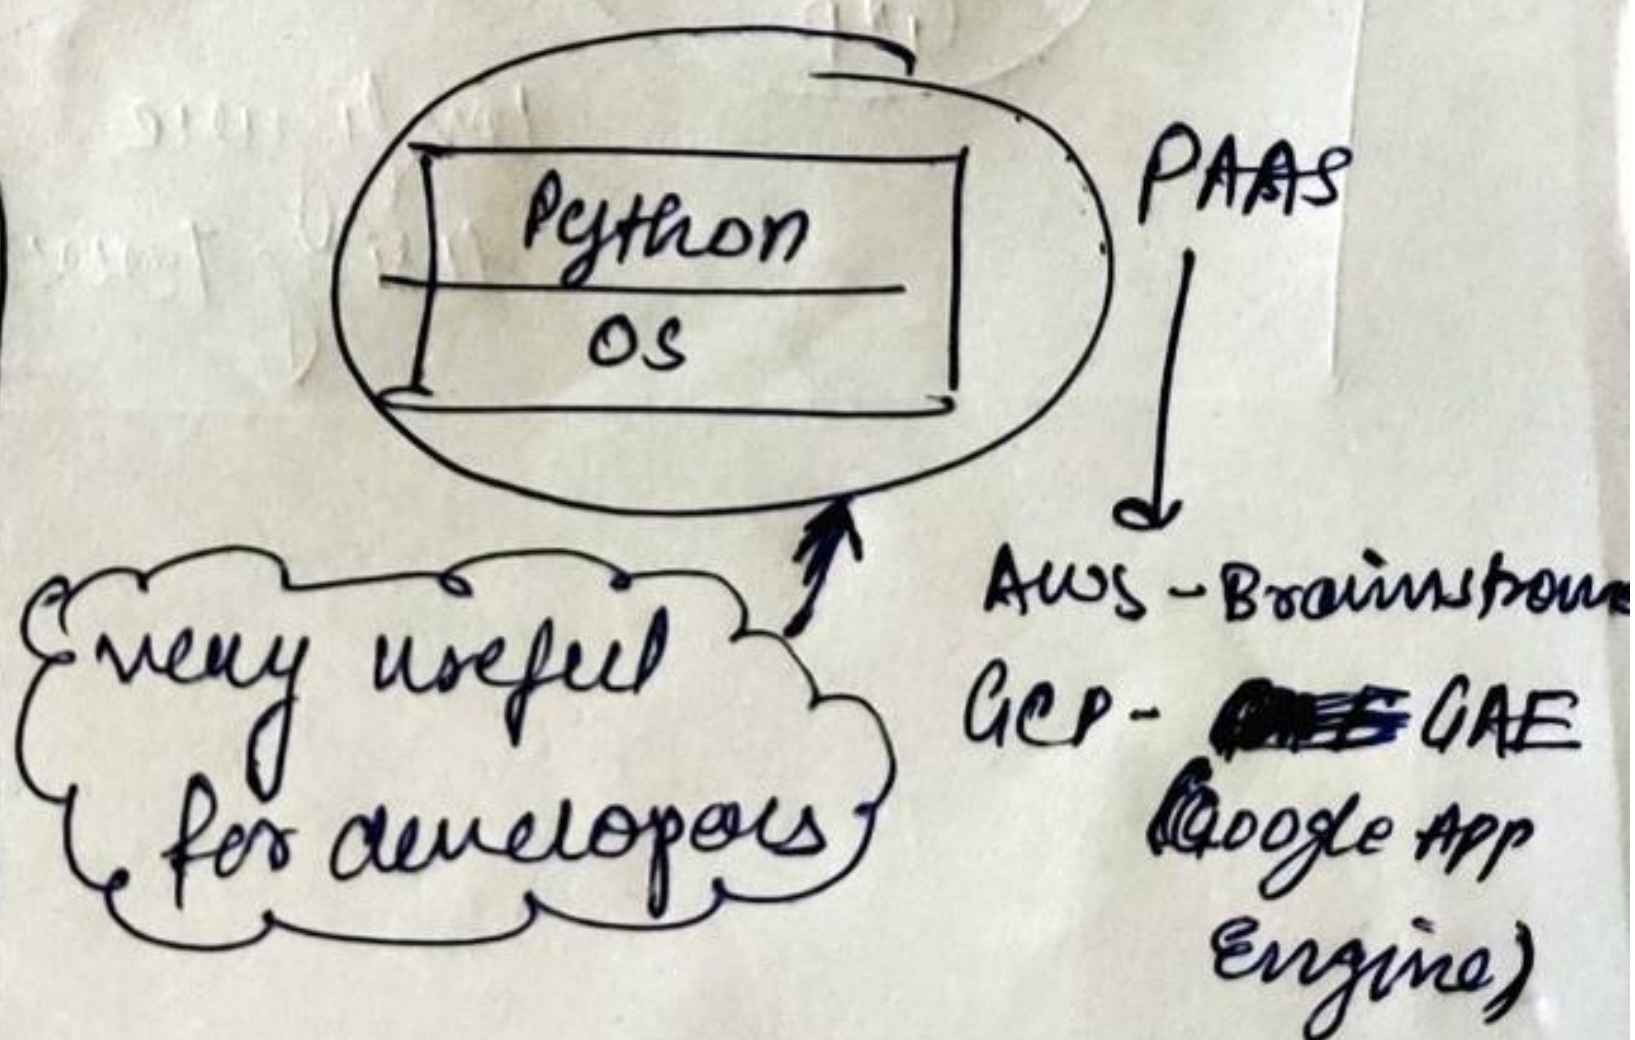 Python
OS
PAAS
AWS - Brainstorm
GCP - GAE
(Google App
Engine)
very useful
for developers